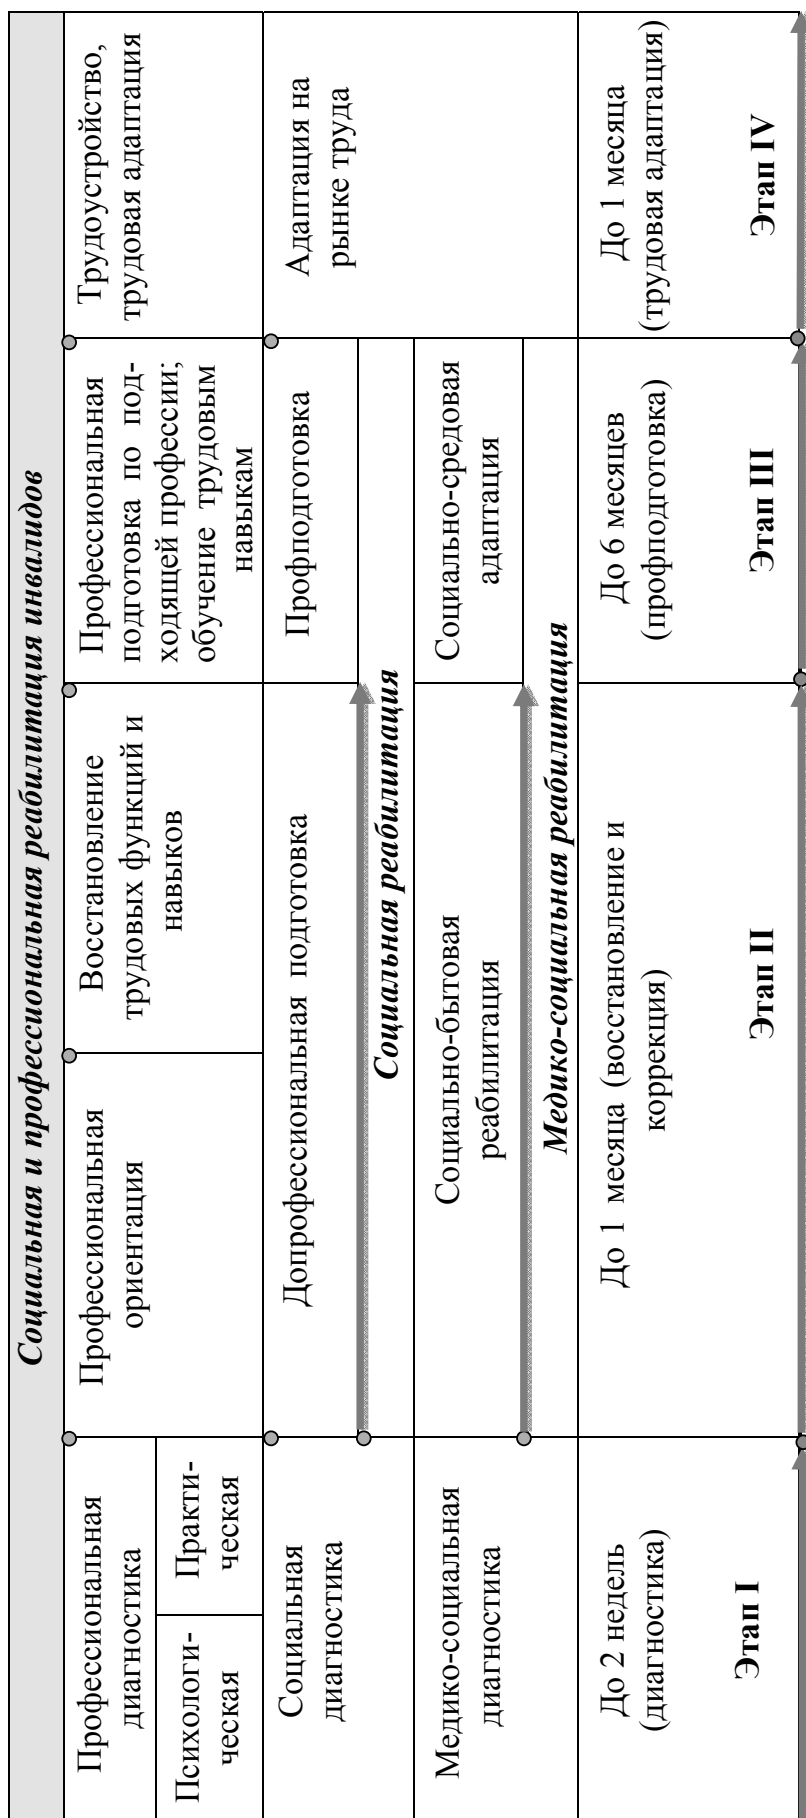 Социальная и профессиональная реабилитация инвалидов
Профессиональная
диагностика
Психологи-
ческая
Практи-
ческая
Профессиональная
ориентация
Восстановление
трудовых функций и
навыков
Профессиональная
подготовка по под-
ходящей профессии;
обучение трудовым
навыкам
Трудоустройство,
трудовая адаптация
Социальная
диагностика
Допрофессиональная подготовка
Профподготовка
Адаптация на
рынке труда
Социальная реабилитация
Медико-социальная
диагностика
Социально-бытовая
реабилитация
Социально-средовая
адаптация
Медико-социальная реабилитация
До 2 недель
(диагностика)
До 1 месяца (восстановление и
коррекция)
До 6 месяцев
(профподготовка)
До 1 месяца
(трудовая адаптация)
Этап I
Этап II
Этап III
Этап IV